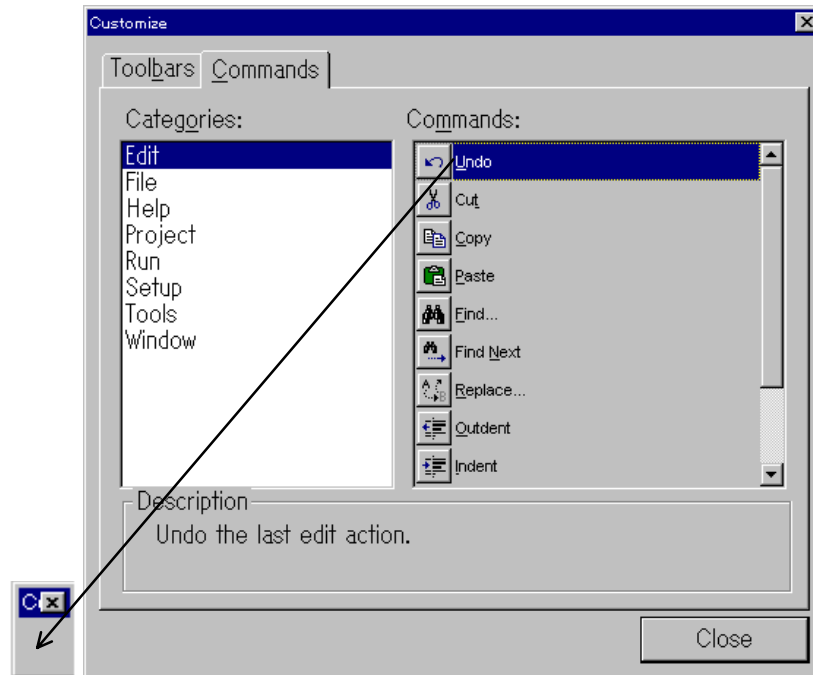 Customize
Toolbars Commands
Categories: Commands:
Edit
File
Help
Project
Run
Setup
Tools
Window
Undo
Cut
Copy
Paste
Find...
Find Next
Replace...
Outdent
Indent
Description
Undo the last edit action.
Close